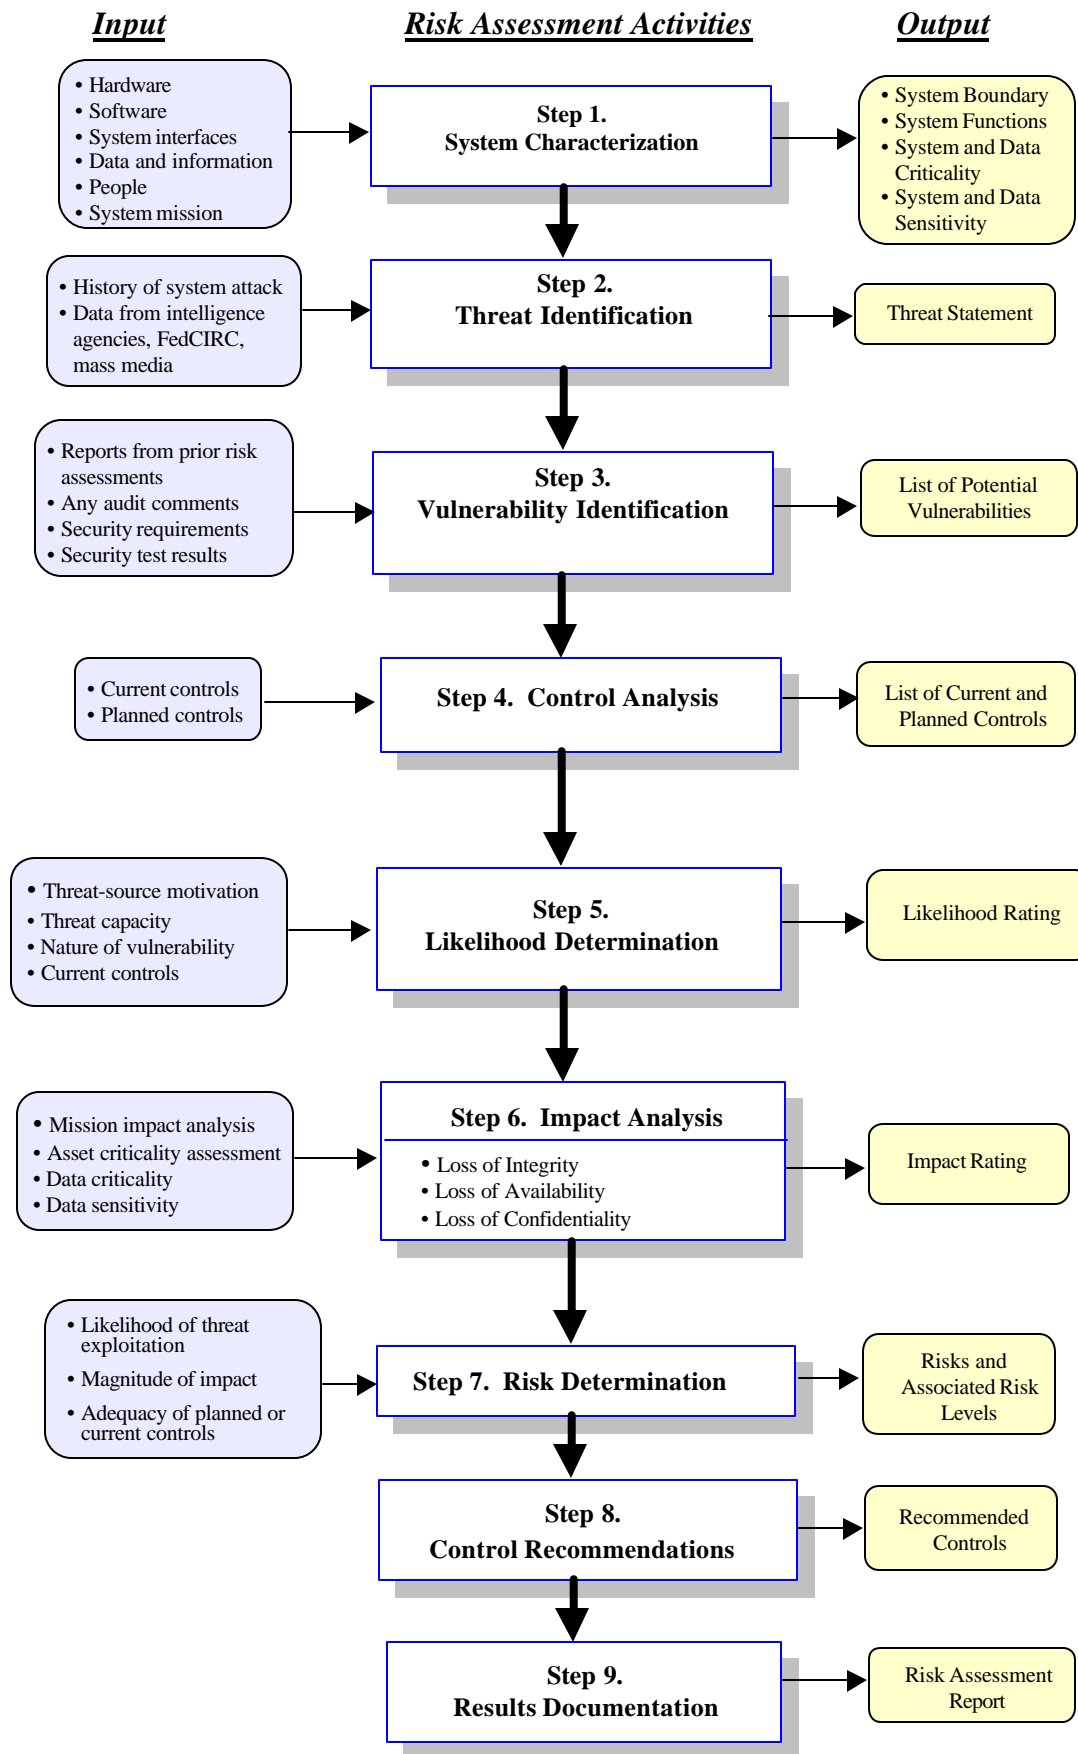 Input
Risk Assessment Activities
Output
• Hardware
• Software
• System interfaces
• Data and information
• People
• System mission
Step 1.
System Characterization
• System Boundary
• System Functions
• System and Data
Criticality
• System and Data
Sensitivity
• History of system attack
• Data from intelligence
agencies, FedCIRC,
mass media
Step 2.
Threat Identification
Threat Statement
• Reports from prior risk
assessments
• Any audit comments
• Security requirements
• Security test results
Step 3.
Vulnerability Identification
List of Potential
Vulnerabilities
• Current controls
• Planned controls
Step 4. Control Analysis
List of Current and
Planned Controls
• Threat-source motivation
• Threat capacity
• Nature of vulnerability
• Current controls
Step 5.
Likelihood Determination
Likelihood Rating
• Mission impact analysis
• Asset criticality assessment
• Data criticality
• Data sensitivity
Step 6. Impact Analysis
• Loss of Integrity
• Loss of Availability
• Loss of Confidentiality
Impact Rating
• Likelihood of threat
exploitation
• Magnitude of impact
• Adequacy of planned or
current controls
Step 7. Risk Determination
Risks and
Associated Risk
Levels
Step 8.
Control Recommendations
Recommended
Controls
Step 9.
Results Documentation
Risk Assessment
Report